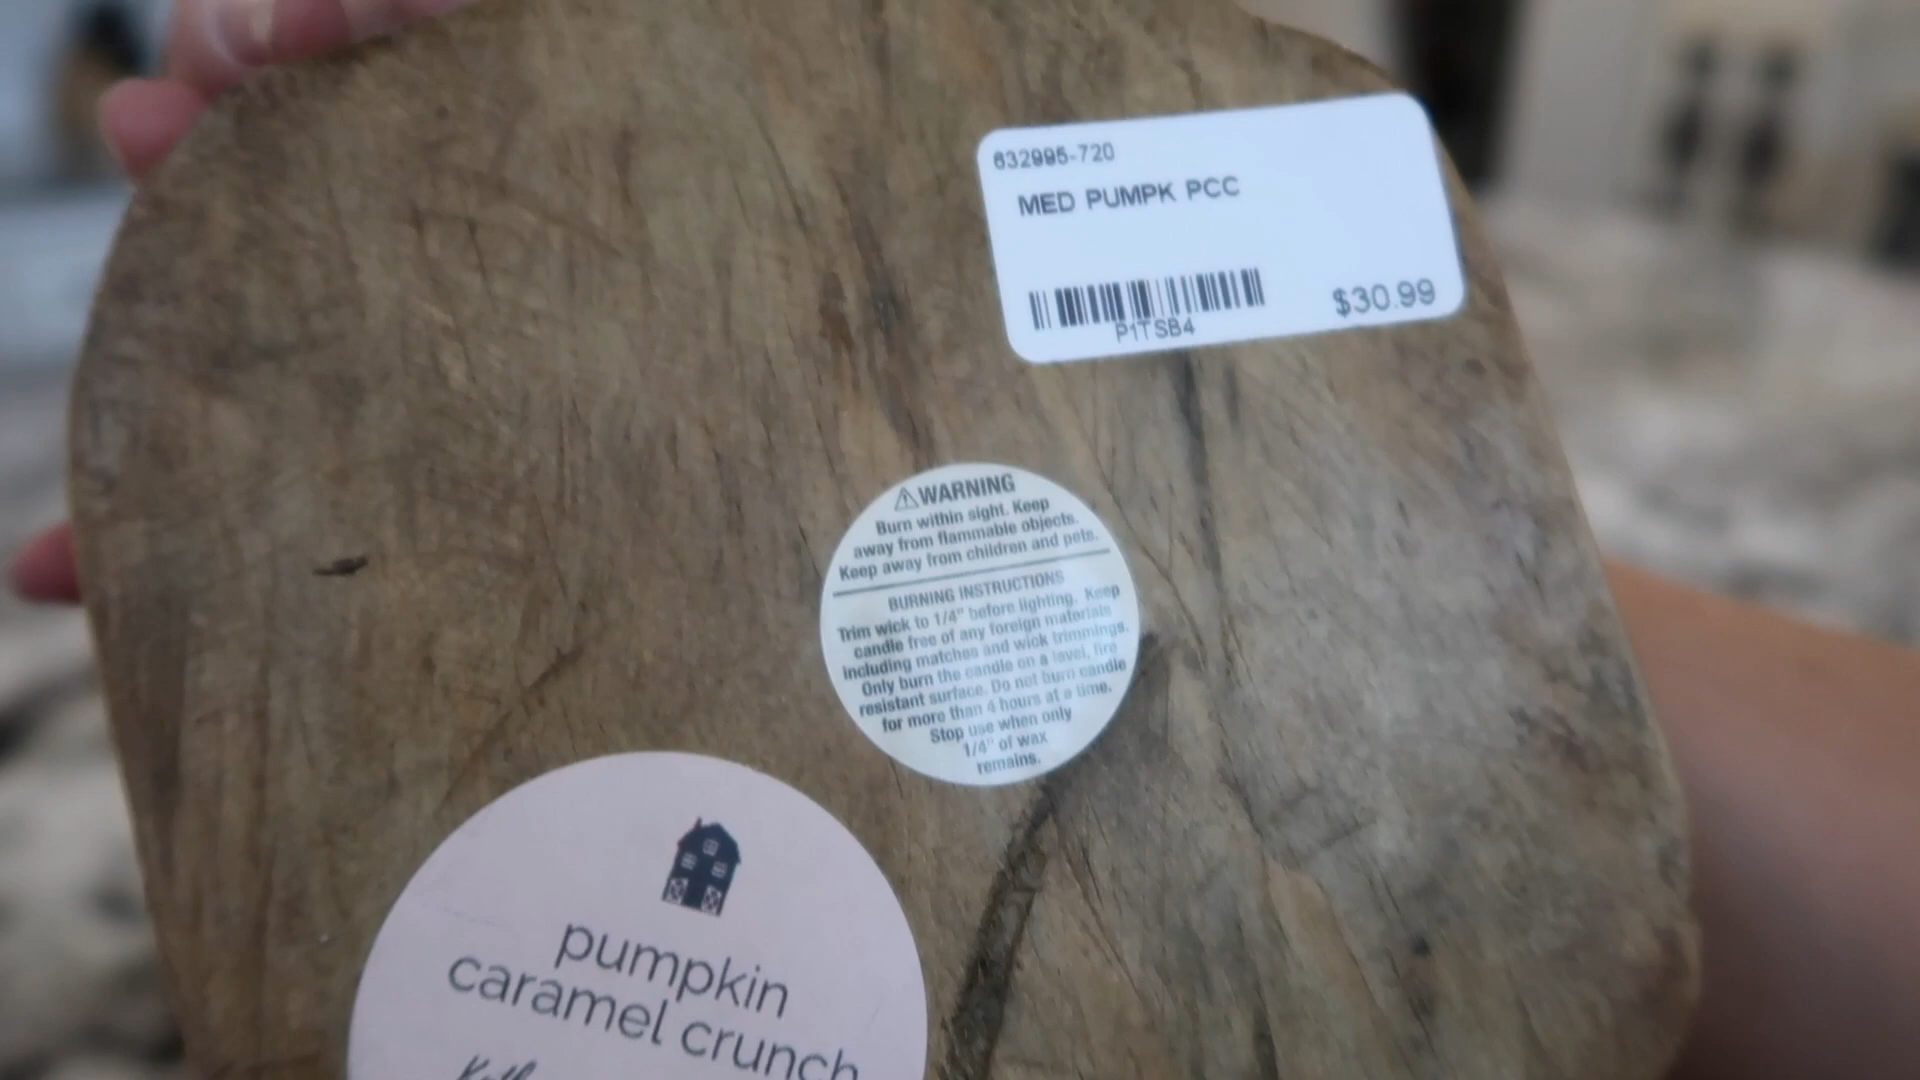 632995-720
MED PUMPK PCC
P1TSB4
$30.99
⚠WARNING
Burn within sight. Keep
away from flammable objects.
Keep away from children and pets.
BURNING INSTRUCTIONS
Trim wick to 1/4" before lighting. Keep
candle free of any foreign materials
including matches and wick trimmings.
Only burn the candle on a level, fire
resistant surface. Do not burn candle
for more than 4 hours at a time.
Stop use when only
1/4" of wax
remains.
pumpkin
caramel crunch